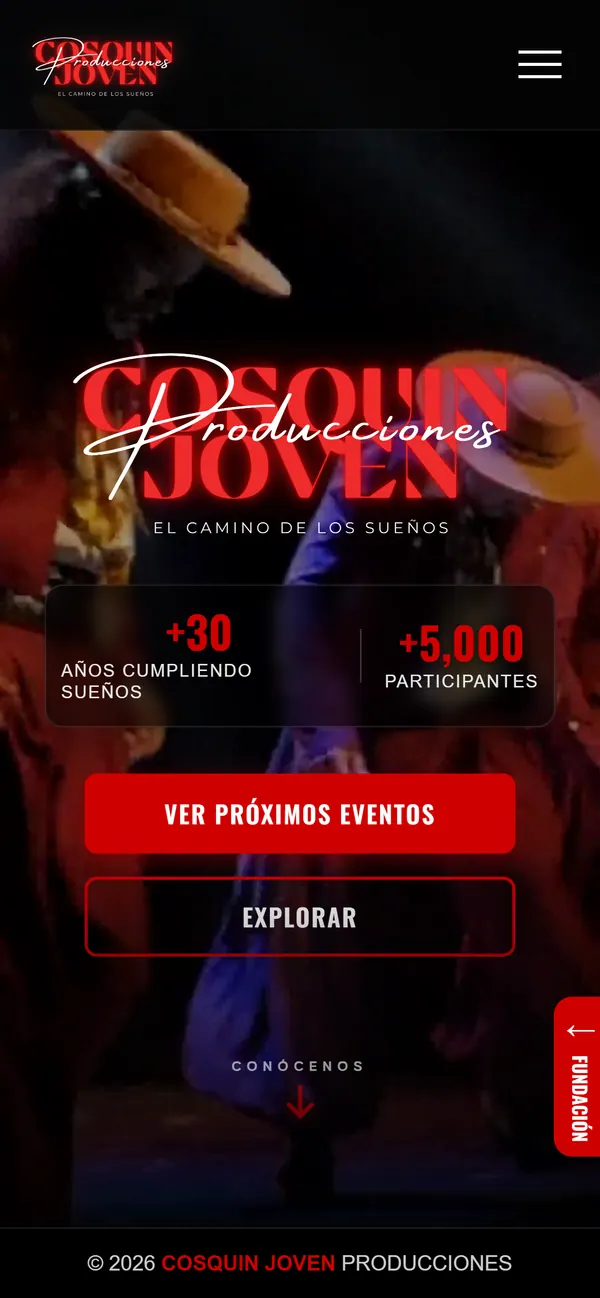 COSQUIN
Producciones
JOVEN
EL CAMINO DE LOS SUEÑOS
COSQUIN
Producciones
JOVEN
EL CAMINO DE LOS SUEÑOS
+30
AÑOS CUMPLIENDO
SUEÑOS
+5,000
PARTICIPANTES
VER PRÓXIMOS EVENTOS
EXPLORAR
CONÓCENOS
↓
← FUNDACIÓN
© 2026 COSQUIN JOVEN PRODUCCIONES